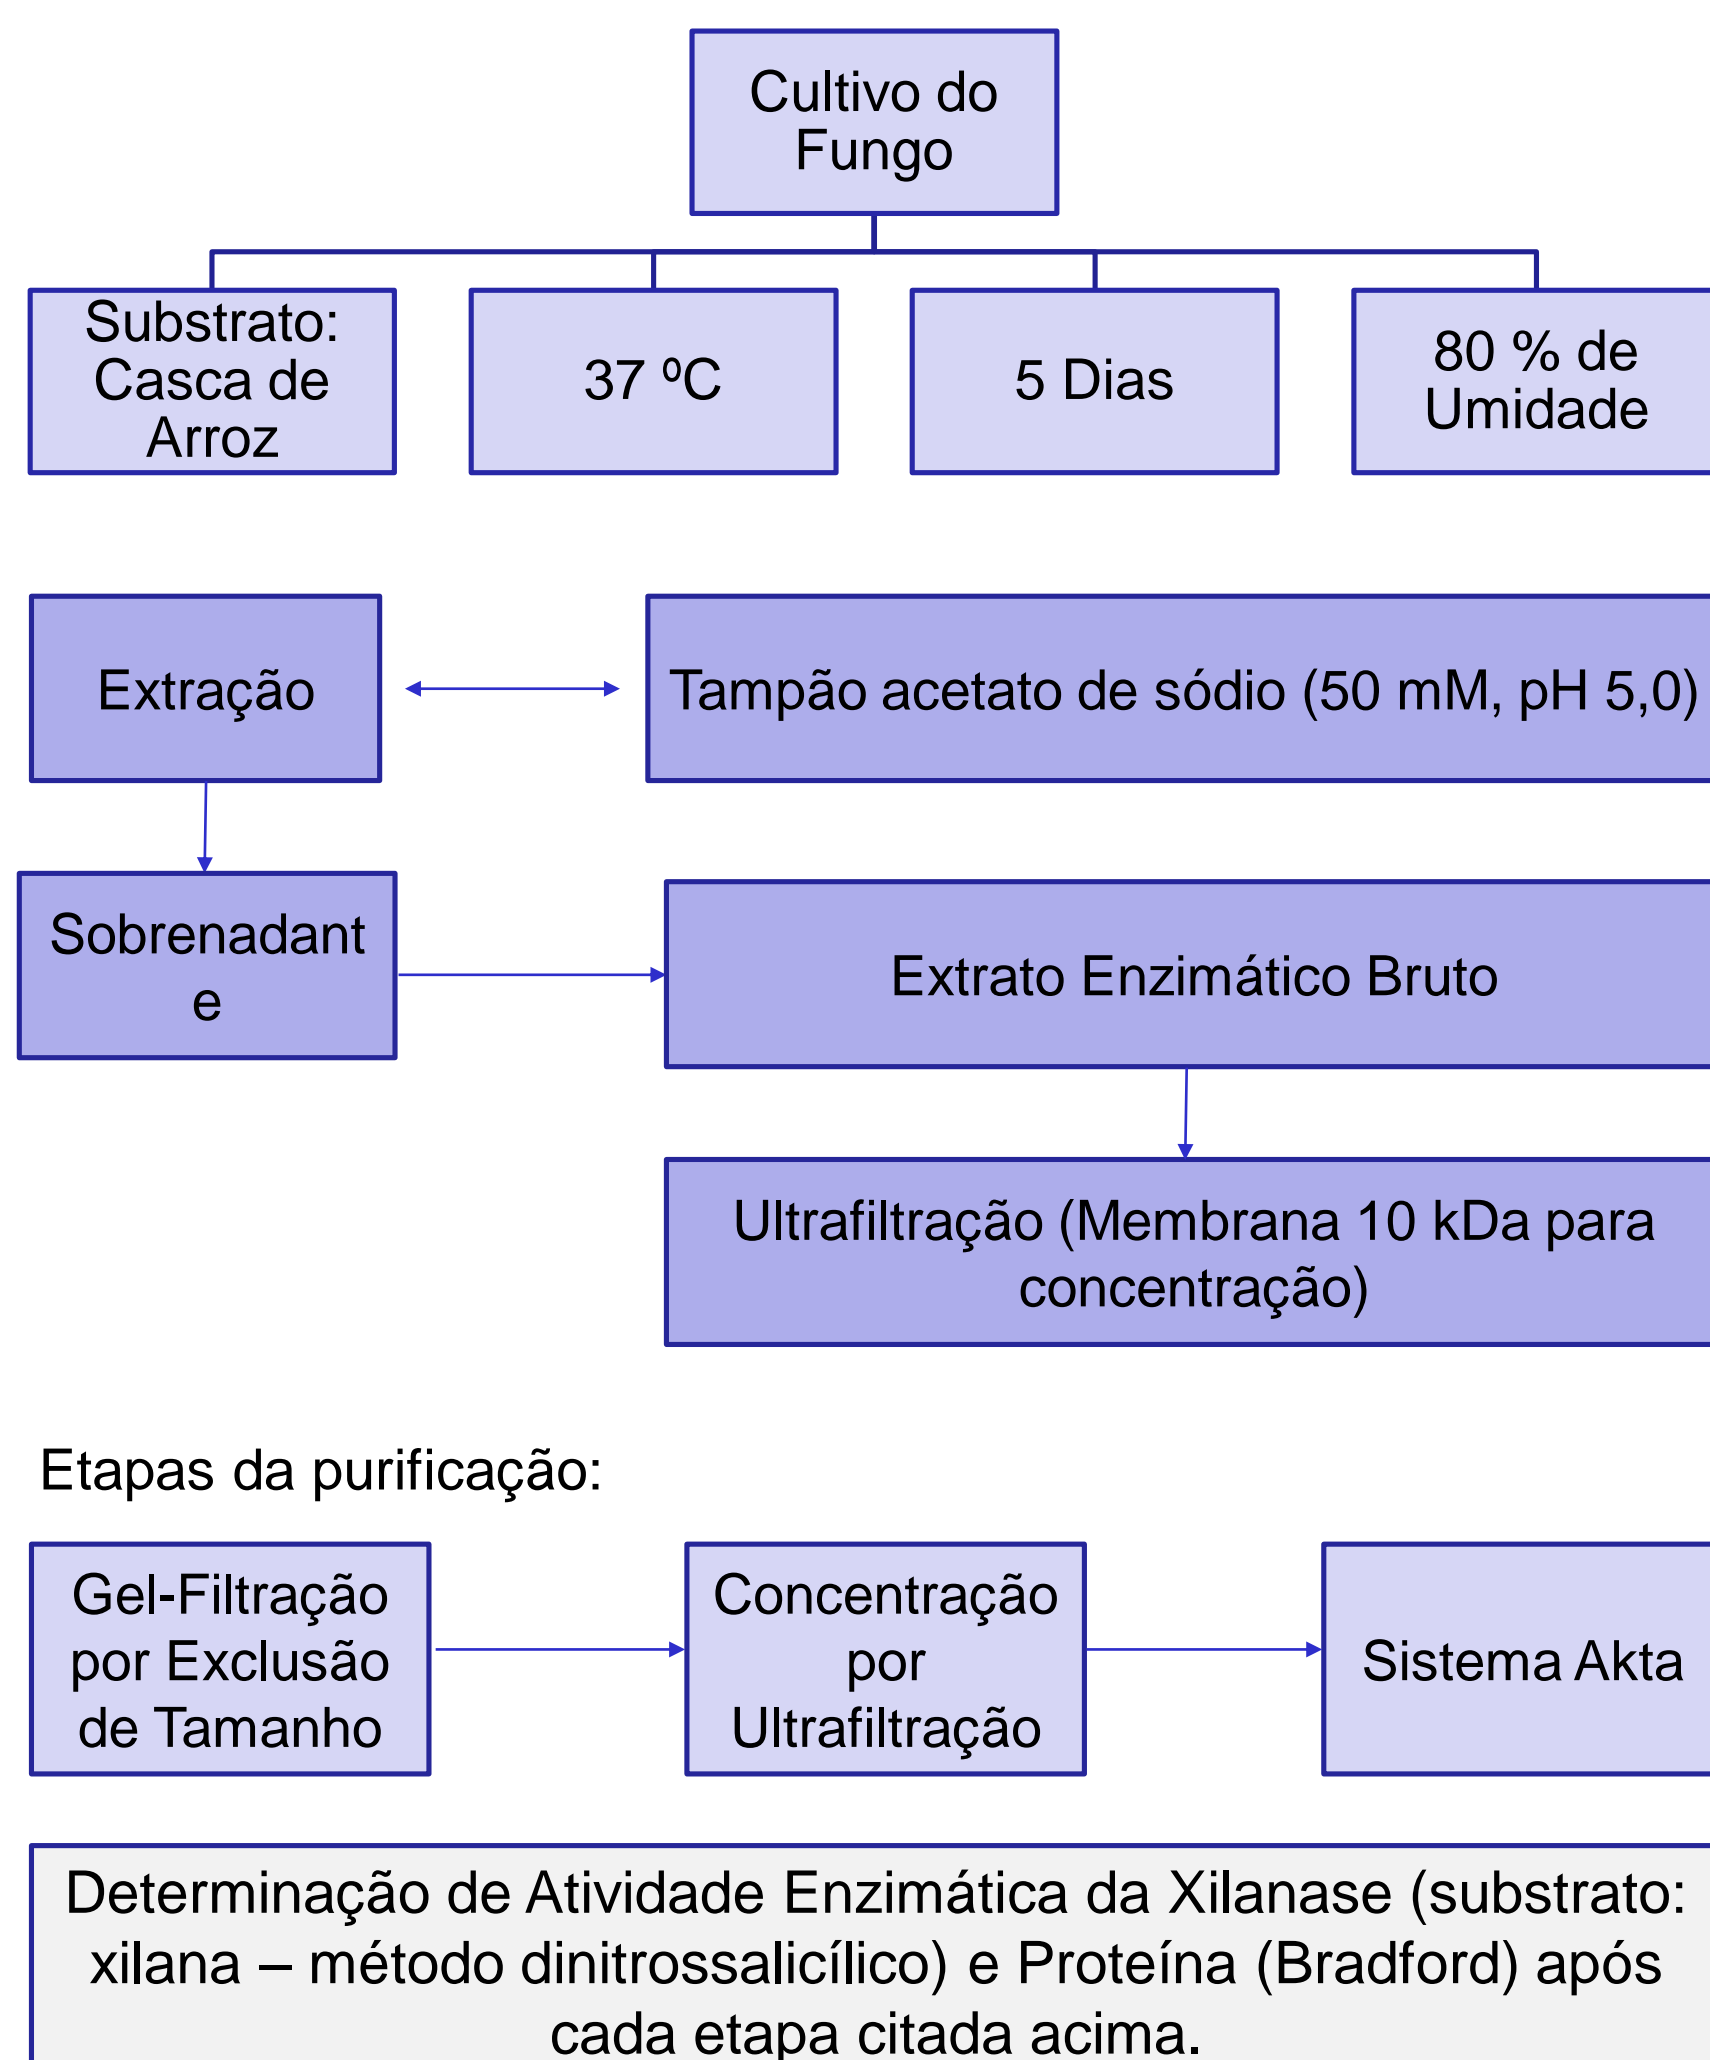 Cultivo do
Fungo
Substrato:
Casca de
Arroz
37 ºC
5 Dias
80 % de
Umidade
Extração
Tampão acetato de sódio (50 mM, pH 5,0)
Sobrenadant
e
Extrato Enzimático Bruto
Ultrafiltração (Membrana 10 kDa para
concentração)
Etapas da purificação:
Gel-Filtração
por Exclusão
de Tamanho
Concentração
por
Ultrafiltração
Sistema Akta
Determinação de Atividade Enzimática da Xilanase (substrato:
xilana – método dinitrossalicílico) e Proteína (Bradford) após
cada etapa citada acima.